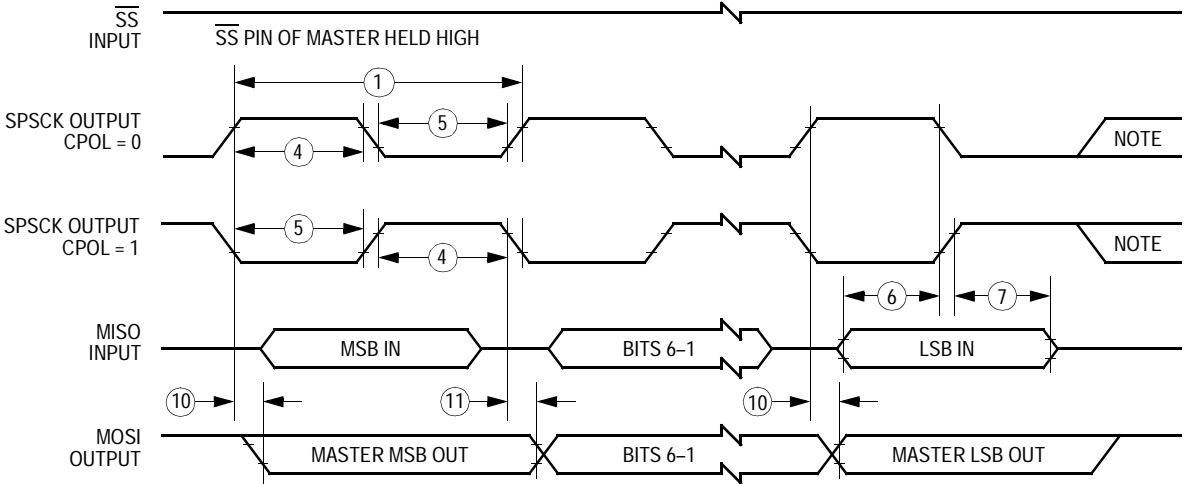 SS
INPUT
SS PIN OF MASTER HELD HIGH
1
SPSCK OUTPUT
CPOL = 0
5
4
NOTE
SPSCK OUTPUT
CPOL = 1
5
4
NOTE
6
7
MISO
INPUT
MSB IN
BITS 6–1
LSB IN
10
11
10
MOSI
OUTPUT
MASTER MSB OUT
BITS 6–1
MASTER LSB OUT